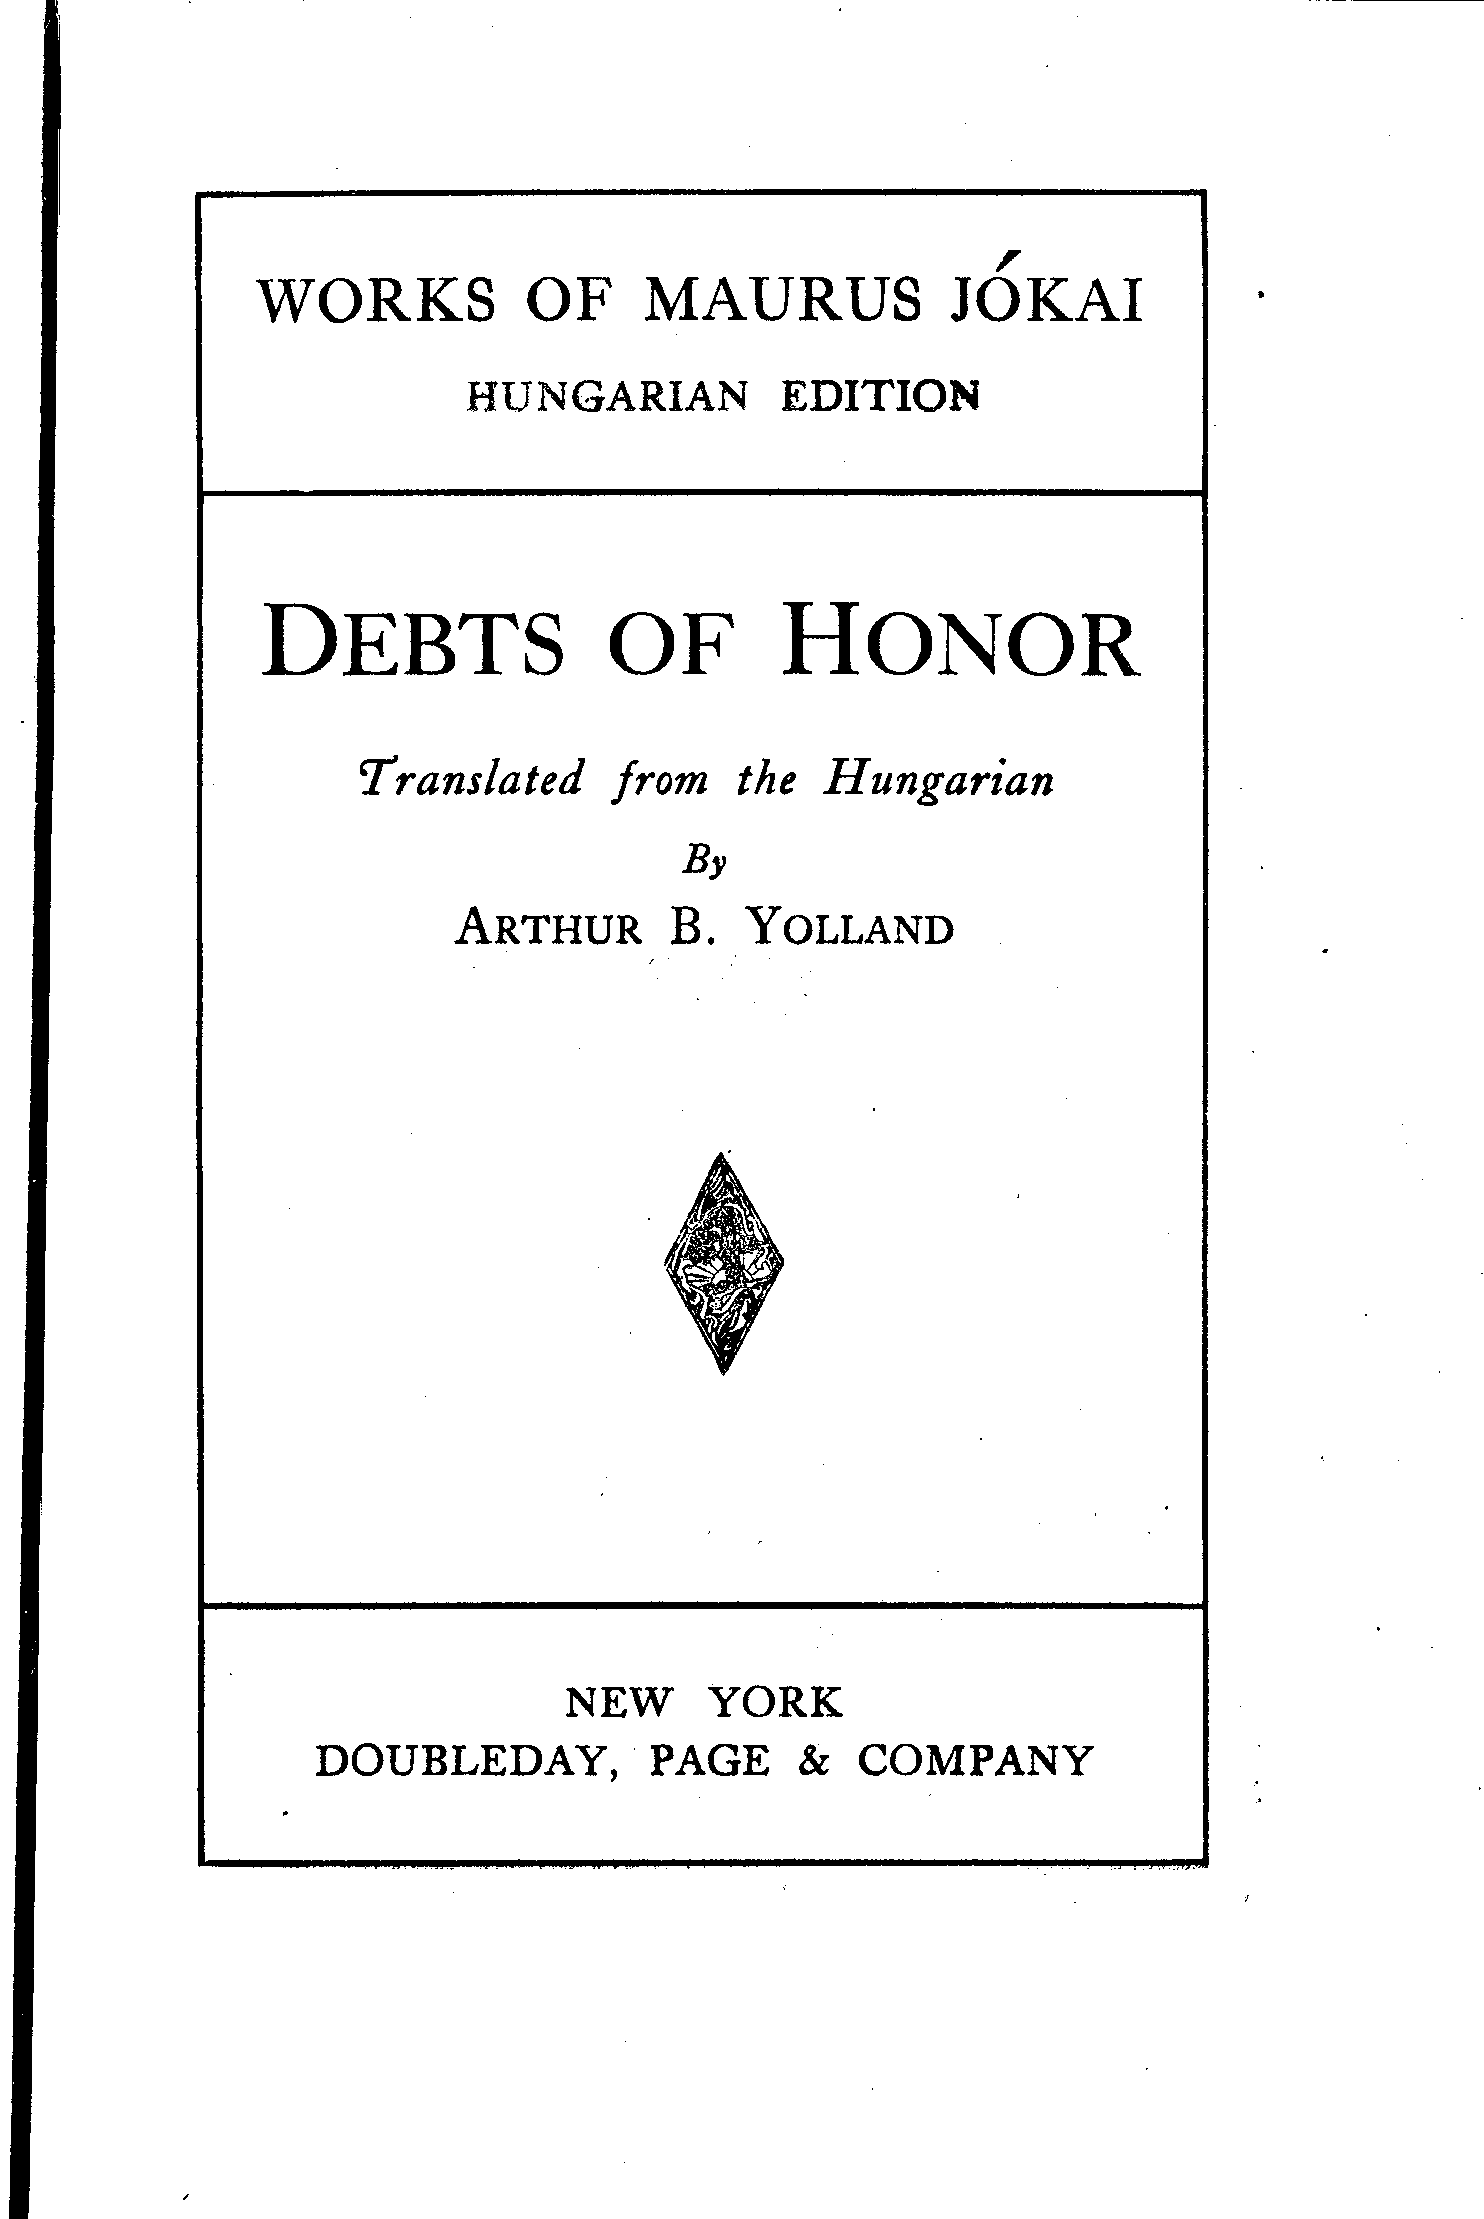 WORKS OF MAURUS JÓKAI
HUNGARIAN EDITION
DEBTS OF HONOR
Translated from the Hungarian
By
ARTHUR B. YOLLAND
NEW YORK
DOUBLEDAY, PAGE & COMPANY